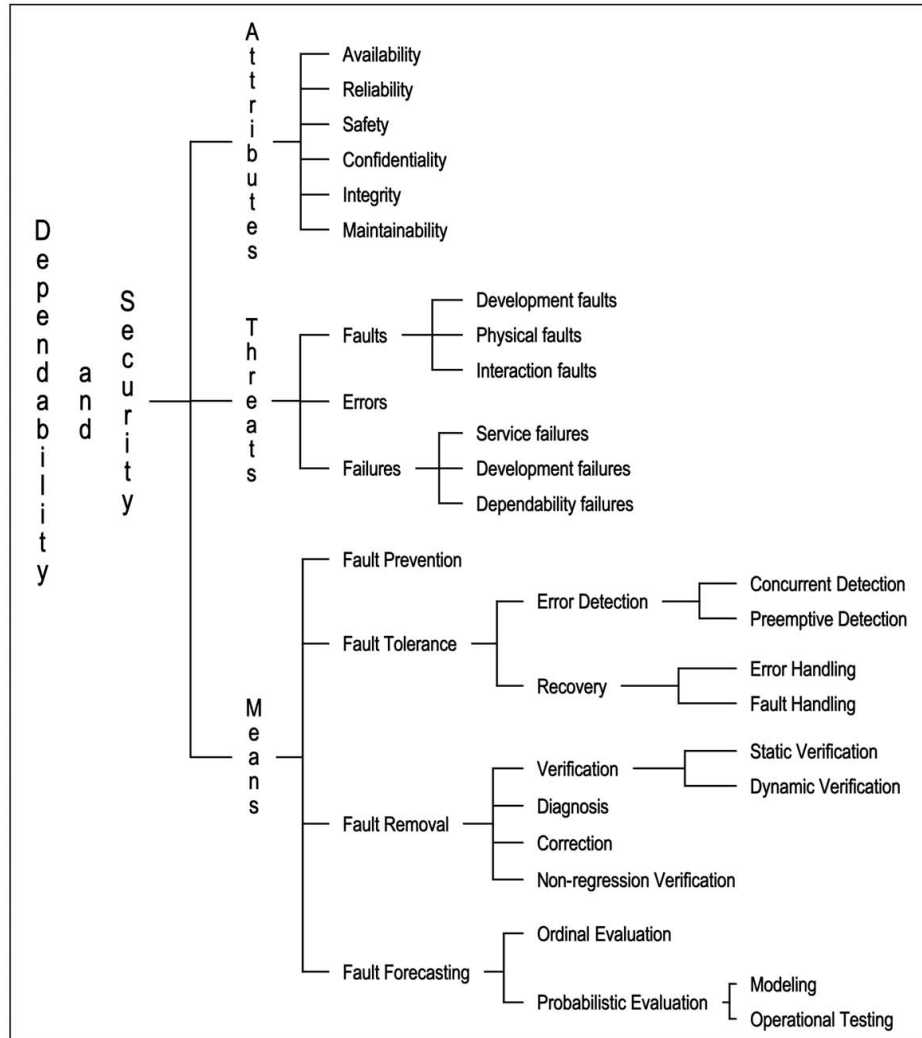 Dependability
and
Security
Attributes
Availability
Reliability
Safety
Confidentiality
Integrity
Maintainability
Threats
Faults
Development faults
Physical faults
Interaction faults
Errors
Failures
Service failures
Development failures
Dependability failures
Means
Fault Prevention
Fault Tolerance
Error Detection
Concurrent Detection
Preemptive Detection
Recovery
Error Handling
Fault Handling
Fault Removal
Verification
Static Verification
Dynamic Verification
Diagnosis
Correction
Non-regression Verification
Fault Forecasting
Ordinal Evaluation
Probabilistic Evaluation
Modeling
Operational Testing